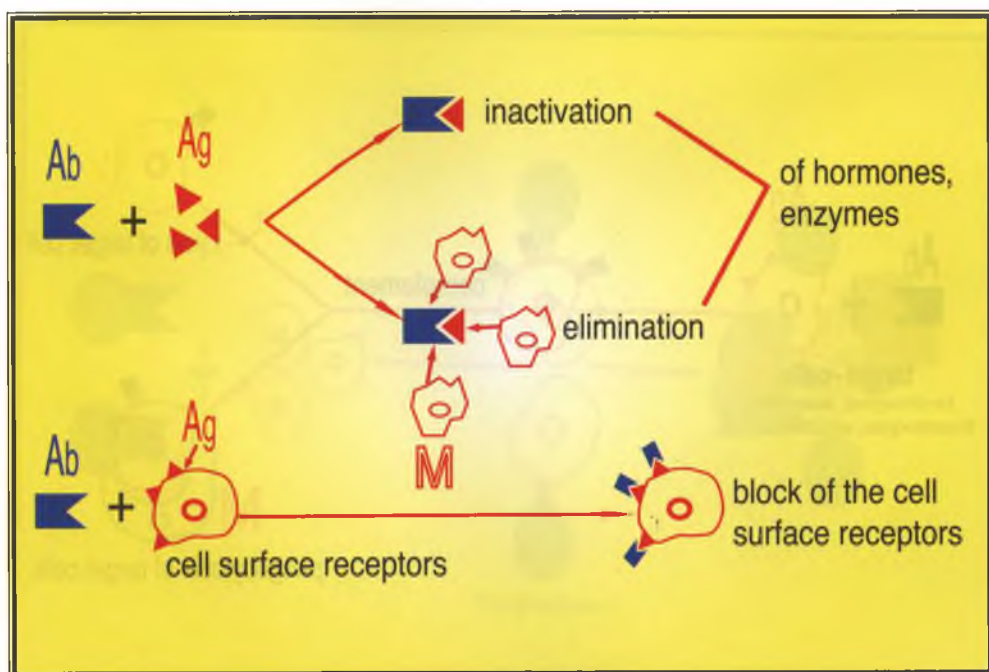 inactivation
Ab
Ag
+
of hormones,
enzymes
elimination
M
Ab
Ag
+
cell surface receptors
block of the cell
surface receptors